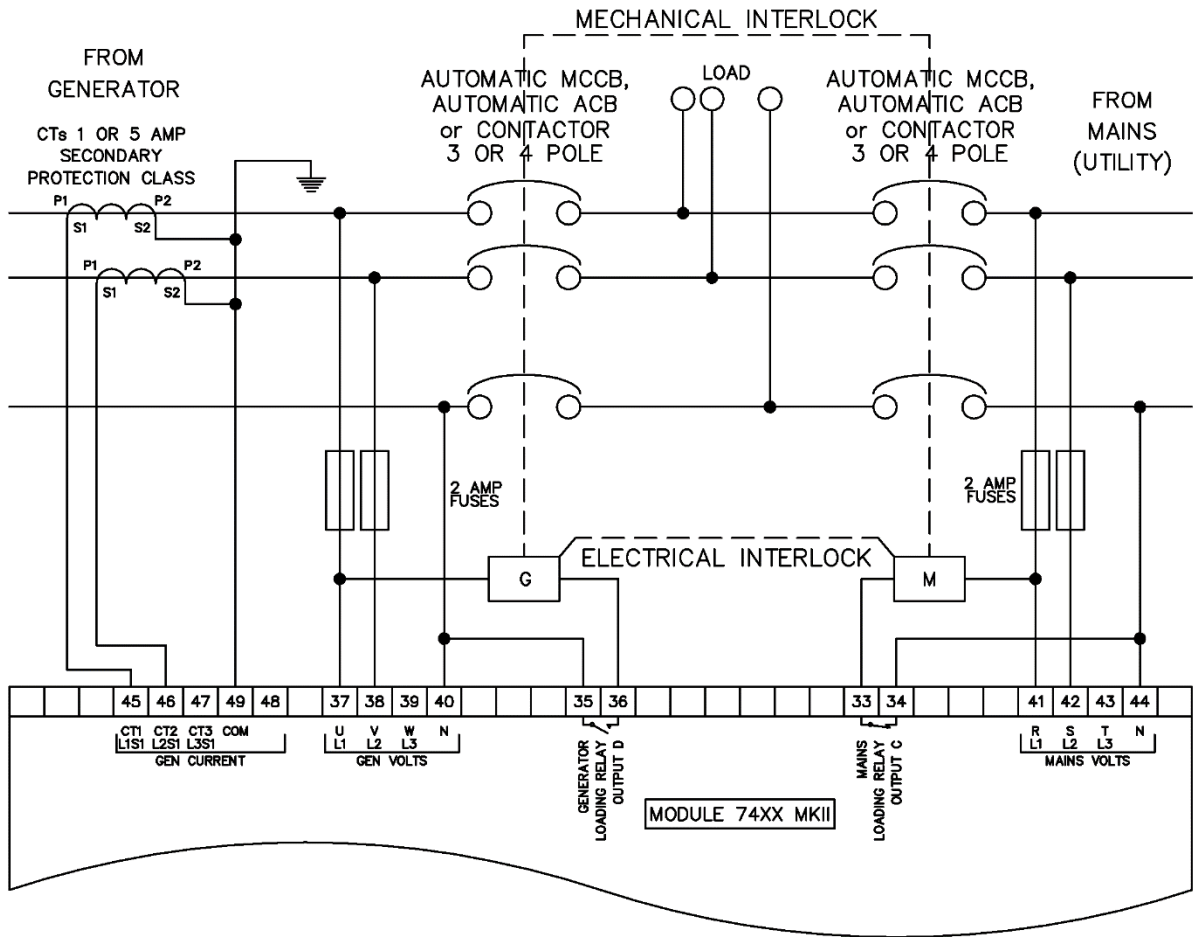 MECHANICAL INTERLOCK
FROM
GENERATOR
CTs 1 OR 5 AMP
SECONDARY
PROTECTION CLASS
AUTOMATIC MCCB,
AUTOMATIC ACB
or CONTACTOR
3 OR 4 POLE
LOAD
AUTOMATIC MCCB,
AUTOMATIC ACB
or CONTACTOR
3 OR 4 POLE
FROM
MAINS
(UTILITY)
P1 P2
S1 S2
P1 P2
S1 S2
2 AMP
FUSES
2 AMP
FUSES
ELECTRICAL INTERLOCK
G
M
45 46 47 49 48 37 38 39 40 35 36 33 34 41 42 43 44
CT1 CT2 CT3 COM
L1S1 L2S1 L3S1
GEN CURRENT
U V W N
L1 L2 L3
GEN VOLTS
GENERATOR
LOADING RELAY
OUTPUT D
MODULE 74XX MKII
MAINS
LOADING RELAY
OUTPUT C
R S T N
L1 L2 L3
MAINS VOLTS